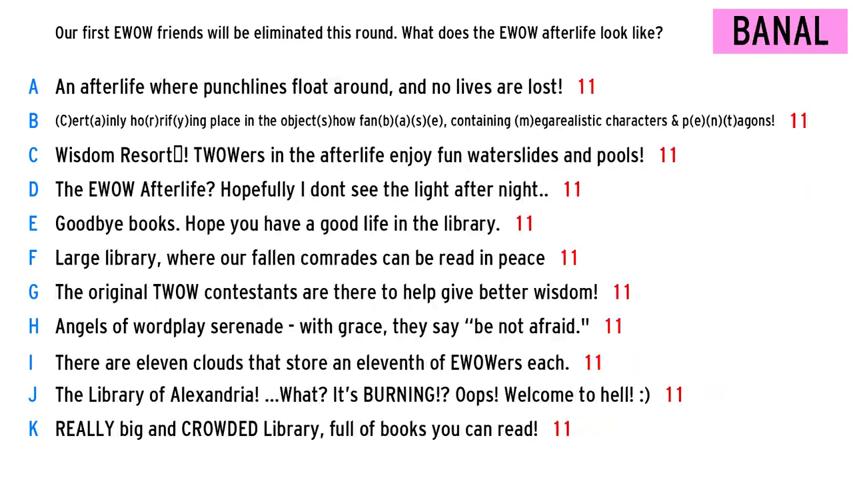 Our first EWOW friends will be eliminated this round. What does the EWOW afterlife look like?
BANAL
A An afterlife where punchlines float around, and no lives are lost! 11
B (C)ert(a)inly ho(r)rif(y)ing place in the object(s)how fan(b)(a)(s)(e), containing (m)egarealistic characters & p(e)(n)(t)agons! 11
C Wisdom Resort▯! TWOWers in the afterlife enjoy fun waterslides and pools! 11
D The EWOW Afterlife? Hopefully I dont see the light after night.. 11
E Goodbye books. Hope you have a good life in the library. 11
F Large library, where our fallen comrades can be read in peace 11
G The original TWOW contestants are there to help give better wisdom! 11
H Angels of wordplay serenade - with grace, they say “be not afraid." 11
I There are eleven clouds that store an eleventh of EWOWers each. 11
J The Library of Alexandria! ...What? It's BURNING!? Oops! Welcome to hell! :) 11
K REALLY big and CROWDED Library, full of books you can read! 11